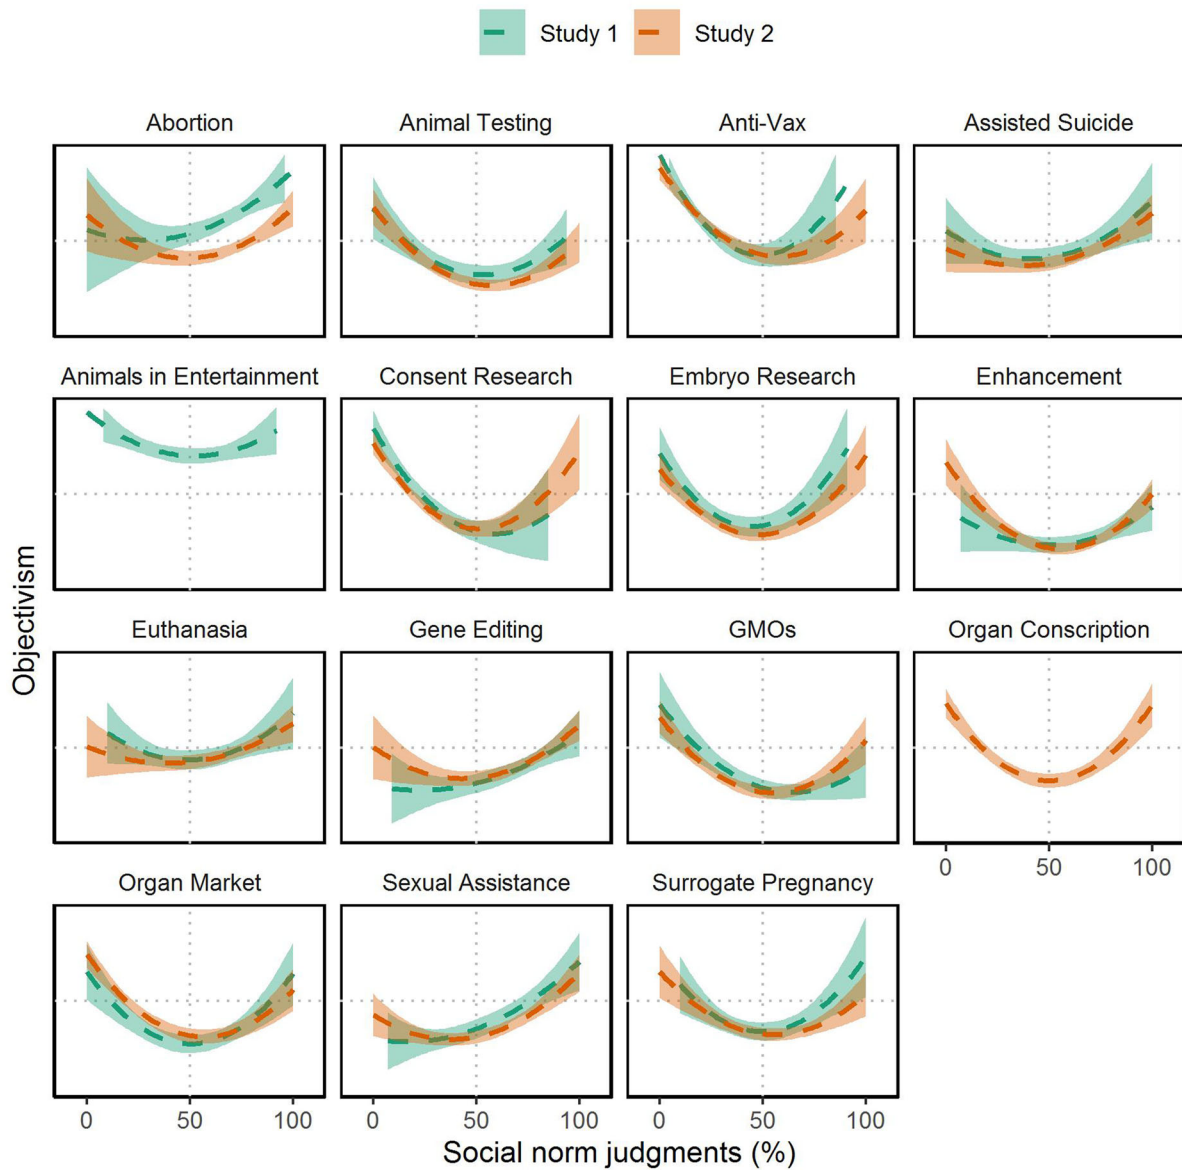 Study 1 Study 2
Abortion Animal Testing Anti-Vax Assisted Suicide
Animals in Entertainment Consent Research Embryo Research Enhancement
Objectivism
Euthanasia Gene Editing GMOs Organ Conscription
0 50 100
Organ Market Sexual Assistance Surrogate Pregnancy
0 50 100 0 50 100 0 50 100
Social norm judgments (%)